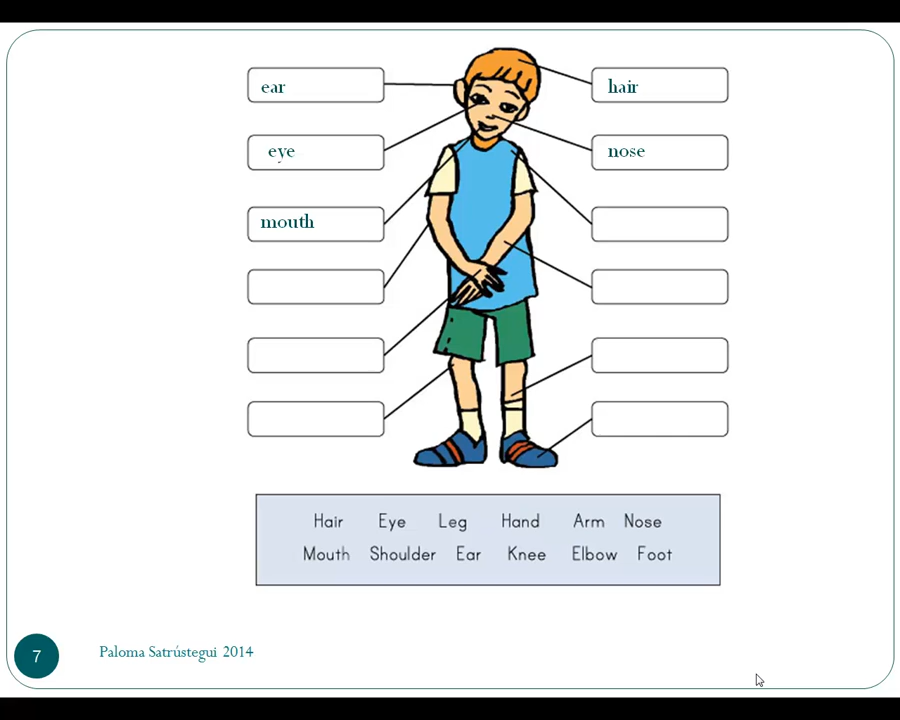 ear
hair
eye
nose
mouth
Hair Eye Leg Hand Arm Nose
Mouth Shoulder Ear Knee Elbow Foot
7
Paloma Satrústegui 2014